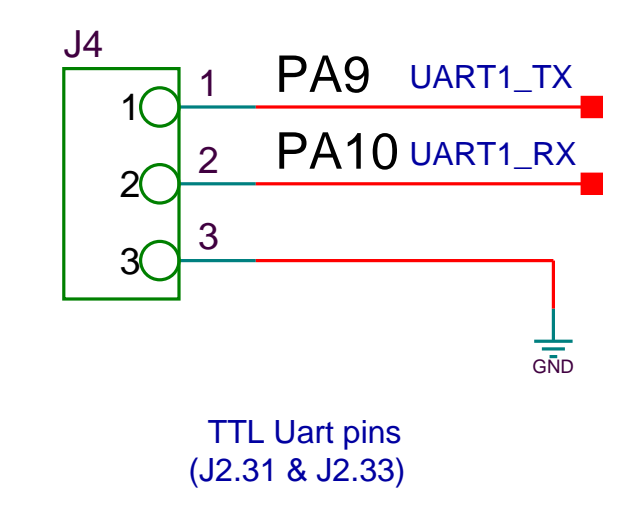 J4
1 1 PA9 UART1_TX
2 2 PA10 UART1_RX
3 3
GND
TTL Uart pins
(J2.31 & J2.33)